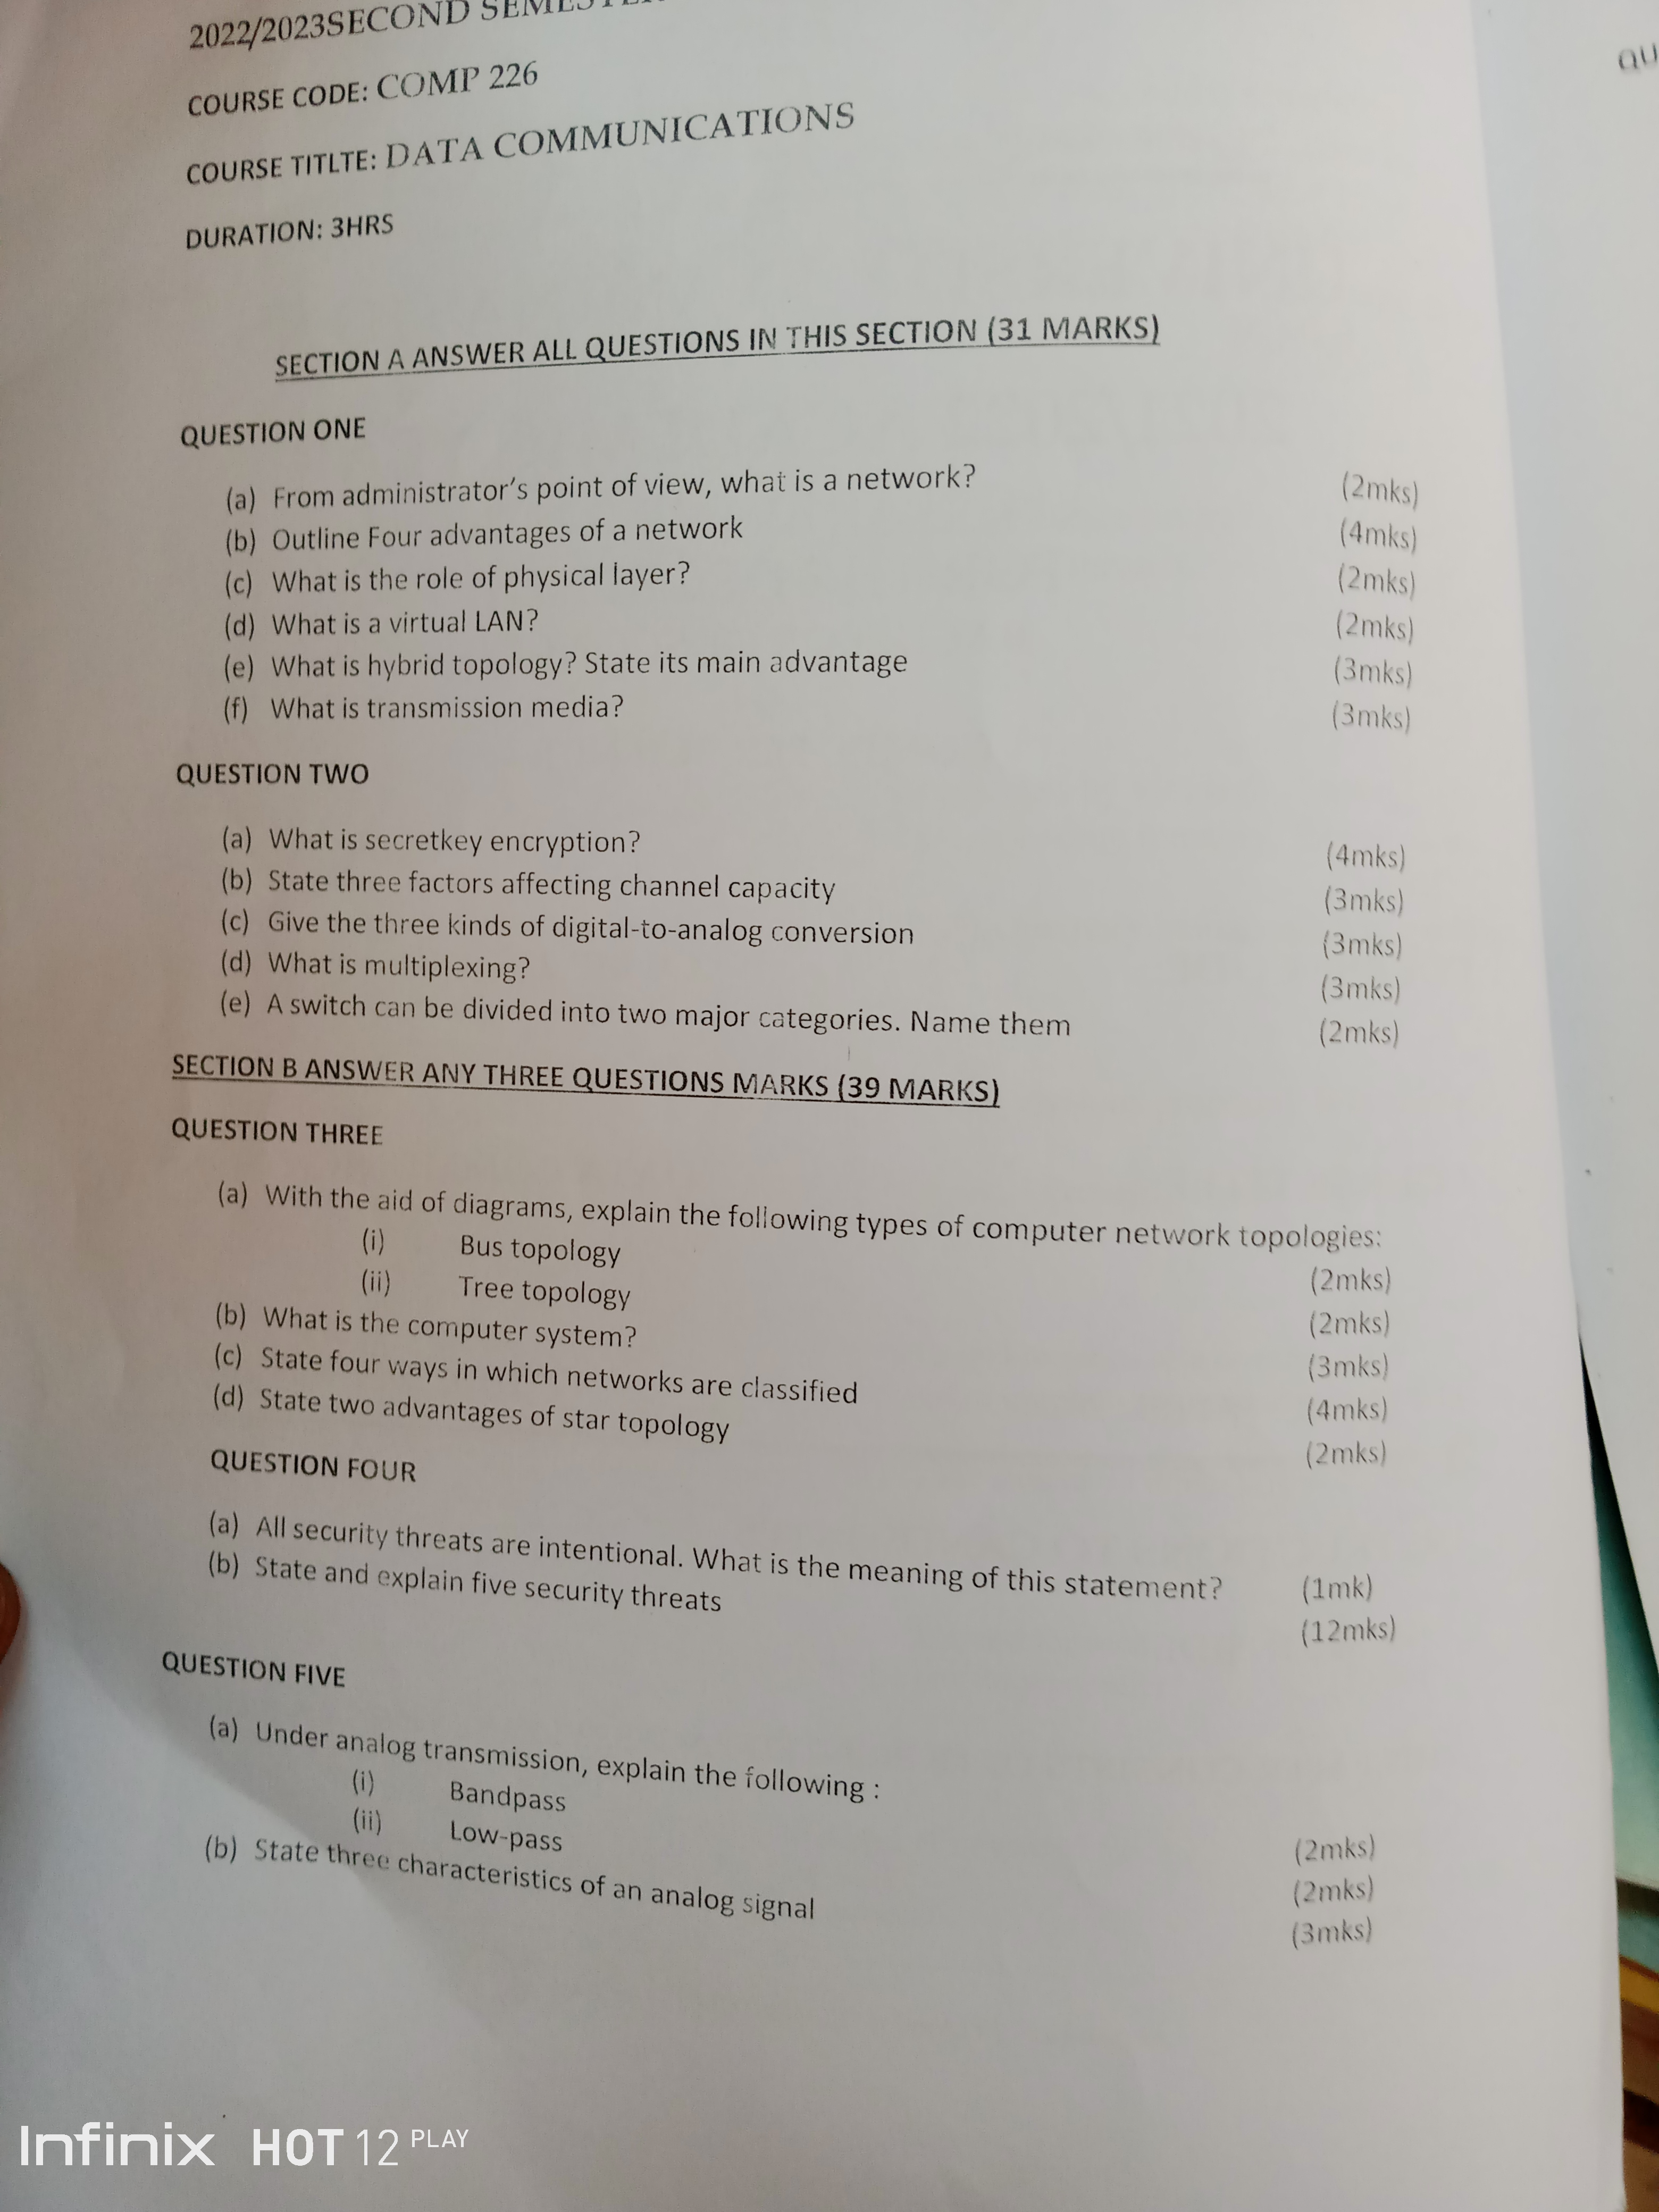 2022/2023SECOND SEMESTER
COURSE CODE: COMP 226
COURSE TITLTE: DATA COMMUNICATIONS
DURATION: 3HRS
SECTION A ANSWER ALL QUESTIONS IN THIS SECTION (31 MARKS)
QUESTION ONE
(a) From administrator's point of view, what is a network? (2mks)
(b) Outline Four advantages of a network (4mks)
(c) What is the role of physical layer? (2mks)
(d) What is a virtual LAN? (2mks)
(e) What is hybrid topology? State its main advantage (3mks)
(f) What is transmission media? (3mks)
QUESTION TWO
(a) What is secretkey encryption? (4mks)
(b) State three factors affecting channel capacity (3mks)
(c) Give the three kinds of digital-to-analog conversion (3mks)
(d) What is multiplexing? (3mks)
(e) A switch can be divided into two major categories. Name them (2mks)
SECTION B ANSWER ANY THREE QUESTIONS MARKS (39 MARKS)
QUESTION THREE
(a) With the aid of diagrams, explain the following types of computer network topologies:
(i) Bus topology (2mks)
(ii) Tree topology (2mks)
(b) What is the computer system? (3mks)
(c) State four ways in which networks are classified (4mks)
(d) State two advantages of star topology (2mks)
QUESTION FOUR
(a) All security threats are intentional. What is the meaning of this statement? (1mk)
(b) State and explain five security threats (12mks)
QUESTION FIVE
(a) Under analog transmission, explain the following :
(i) Bandpass (2mks)
(ii) Low-pass (2mks)
(b) State three characteristics of an analog signal (3mks)
Infinix HOT 12 PLAY